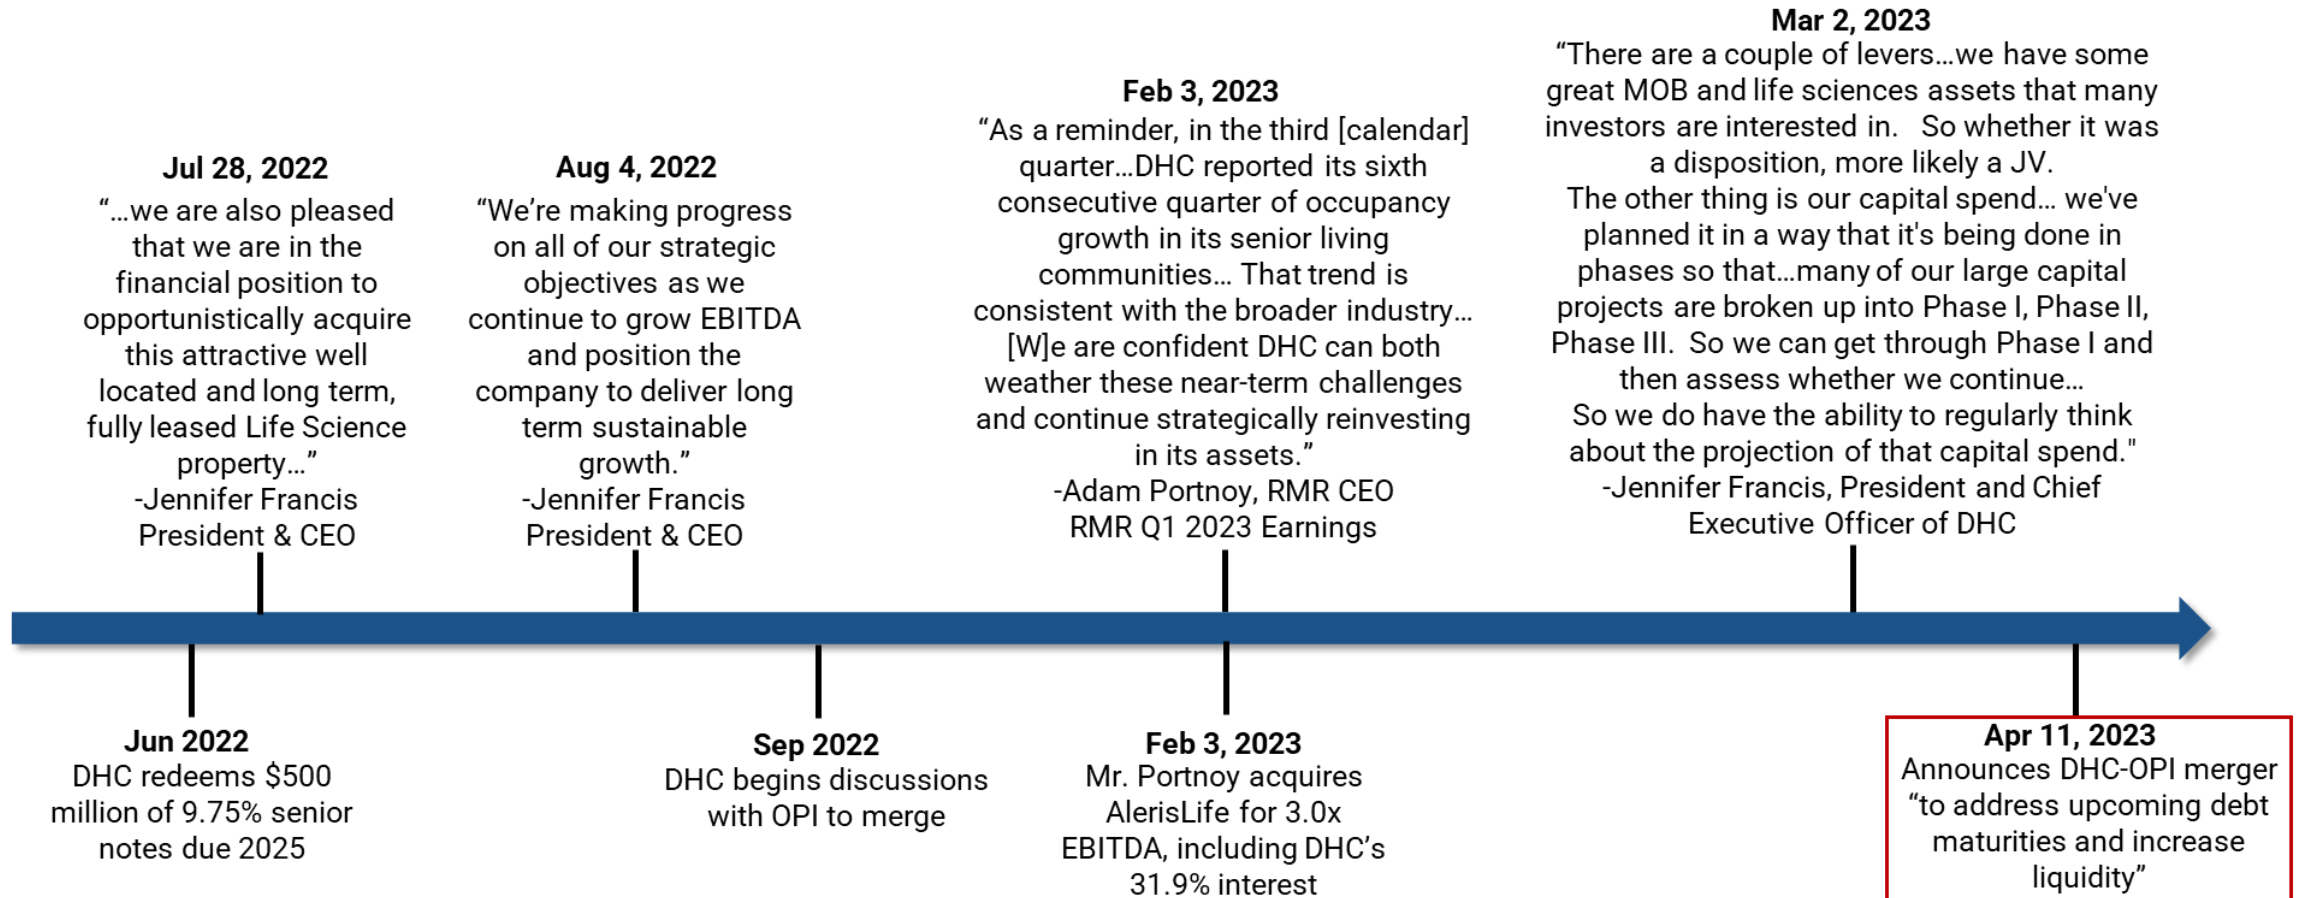 Jul 28, 2022
“…we are also pleased
that we are in the
financial position to
opportunistically acquire
this attractive well
located and long term,
fully leased Life Science
property…”
-Jennifer Francis
President & CEO
Aug 4, 2022
“We’re making progress
on all of our strategic
objectives as we
continue to grow EBITDA
and position the
company to deliver long
term sustainable
growth.”
-Jennifer Francis
President & CEO
Feb 3, 2023
“As a reminder, in the third [calendar]
quarter…DHC reported its sixth
consecutive quarter of occupancy
growth in its senior living
communities… That trend is
consistent with the broader industry…
[W]e are confident DHC can both
weather these near-term challenges
and continue strategically reinvesting
in its assets.”
-Adam Portnoy, RMR CEO
RMR Q1 2023 Earnings
Mar 2, 2023
“There are a couple of levers…we have some
great MOB and life sciences assets that many
investors are interested in.   So whether it was
a disposition, more likely a JV.
The other thing is our capital spend… we've
planned it in a way that it's being done in
phases so that…many of our large capital
projects are broken up into Phase I, Phase II,
Phase III.  So we can get through Phase I and
then assess whether we continue…
So we do have the ability to regularly think
about the projection of that capital spend."
-Jennifer Francis, President and Chief
Executive Officer of DHC
Jun 2022
DHC redeems $500
million of 9.75% senior
notes due 2025
Sep 2022
DHC begins discussions
with OPI to merge
Feb 3, 2023
Mr. Portnoy acquires
AlerisLife for 3.0x
EBITDA, including DHC’s
31.9% interest
Apr 11, 2023
Announces DHC-OPI merger
“to address upcoming debt
maturities and increase
liquidity”